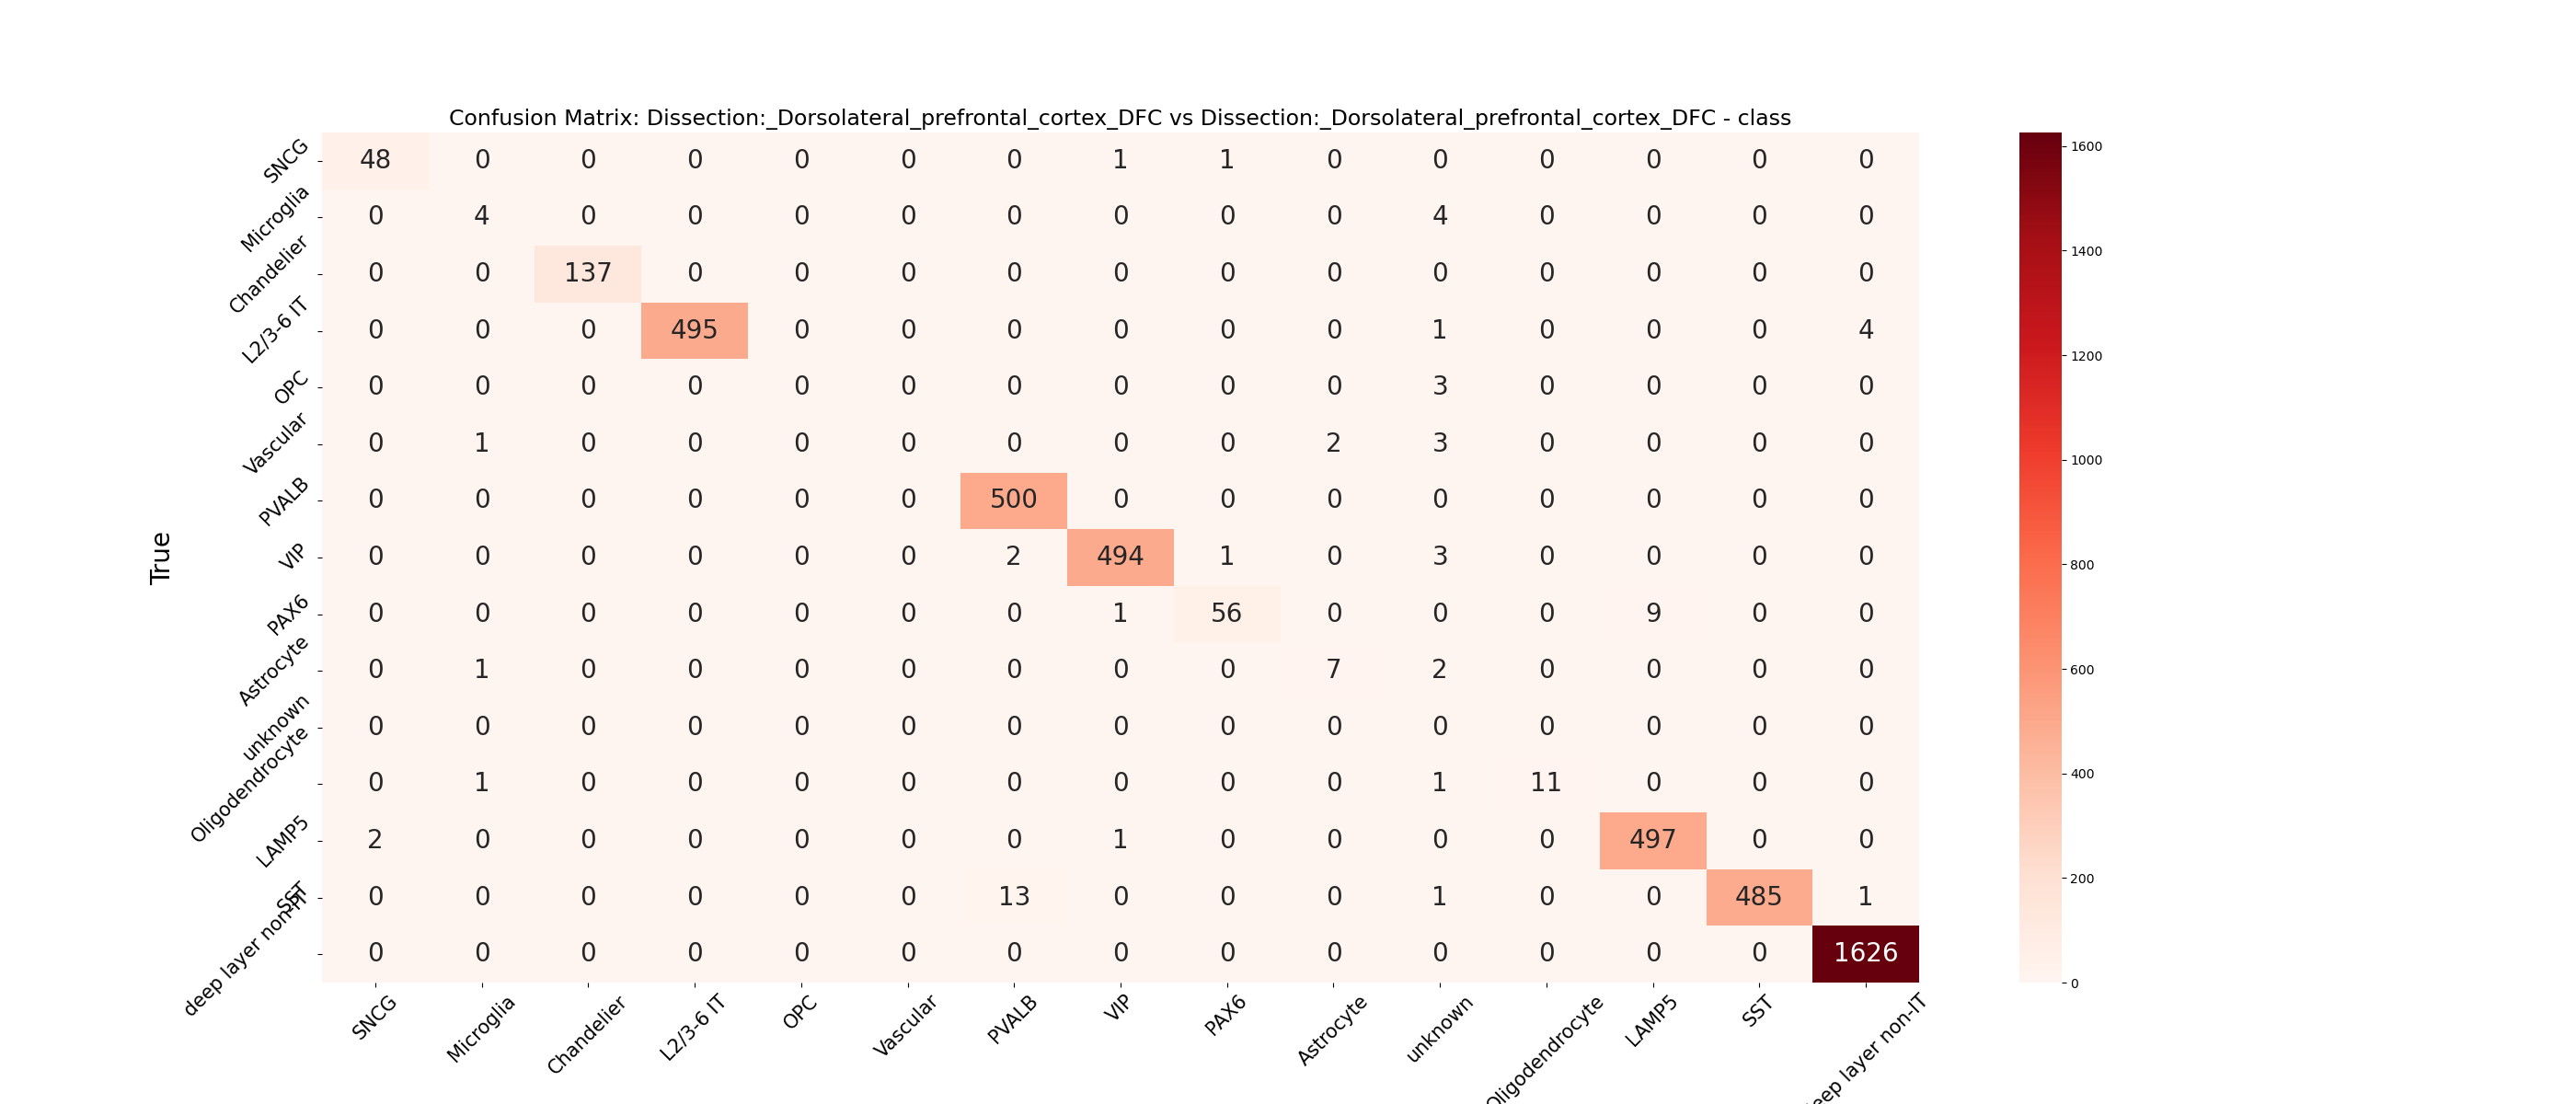 Confusion Matrix: Dissection:_Dorsolateral_prefrontal_cortex_DFC vs Dissection:_Dorsolateral_prefrontal_cortex_DFC - class
True
SNCG 48 0 0 0 0 0 0 1 1 0 0 0 0 0 0
Microglia 0 4 0 0 0 0 0 0 0 0 4 0 0 0 0
Chandelier 0 0 137 0 0 0 0 0 0 0 0 0 0 0 0
L2/3-6 IT 0 0 0 495 0 0 0 0 0 0 1 0 0 0 4
OPC 0 0 0 0 0 0 0 0 0 0 3 0 0 0 0
Vascular 0 1 0 0 0 0 0 0 0 2 3 0 0 0 0
PVALB 0 0 0 0 0 0 500 0 0 0 0 0 0 0 0
VIP 0 0 0 0 0 0 2 494 1 0 3 0 0 0 0
PAX6 0 0 0 0 0 0 0 1 56 0 0 0 9 0 0
Astrocyte 0 1 0 0 0 0 0 0 0 7 2 0 0 0 0
unknown 0 0 0 0 0 0 0 0 0 0 0 0 0 0 0
Oligodendrocyte 0 1 0 0 0 0 0 0 0 0 1 11 0 0 0
LAMP5 2 0 0 0 0 0 0 1 0 0 0 0 497 0 0
SST 0 0 0 0 0 0 13 0 0 0 1 0 0 485 1
deep layer non-IT 0 0 0 0 0 0 0 0 0 0 0 0 0 0 1626
SNCG Microglia Chandelier L2/3-6 IT OPC Vascular PVALB VIP PAX6 Astrocyte unknown Oligodendrocyte LAMP5 SST eep layer non-IT
1600
1400
1200
1000
800
600
400
200
0